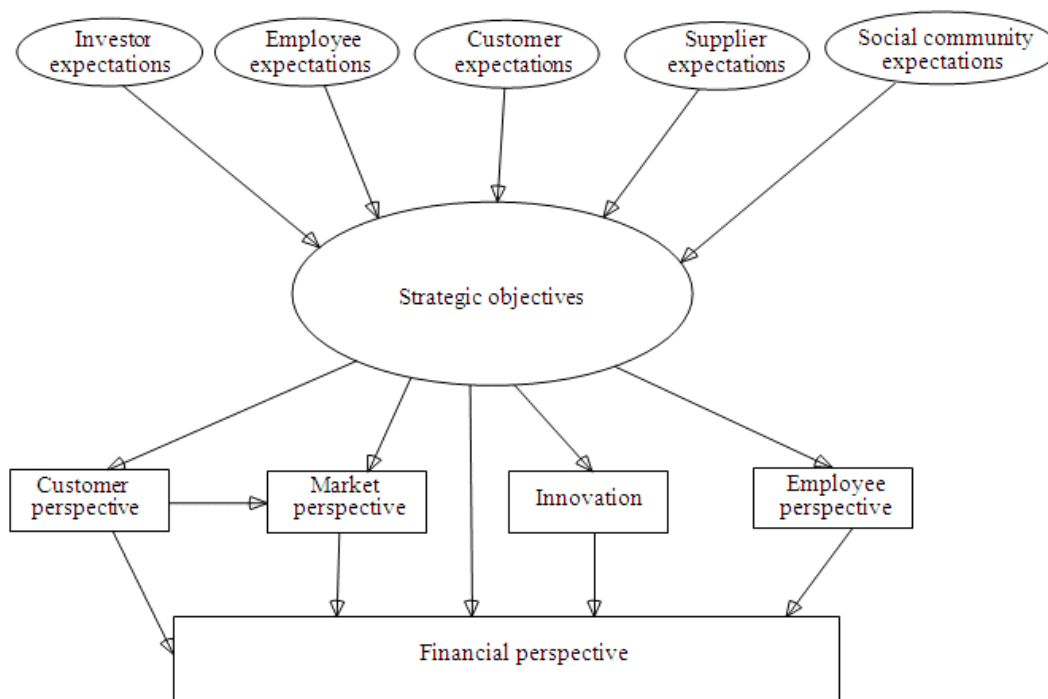 Investor
expectations
Employee
expectations
Customer
expectations
Supplier
expectations
Social community
expectations
Strategic objectives
Customer
perspective
Market
perspective
Innovation
Employee
perspective
Financial perspective